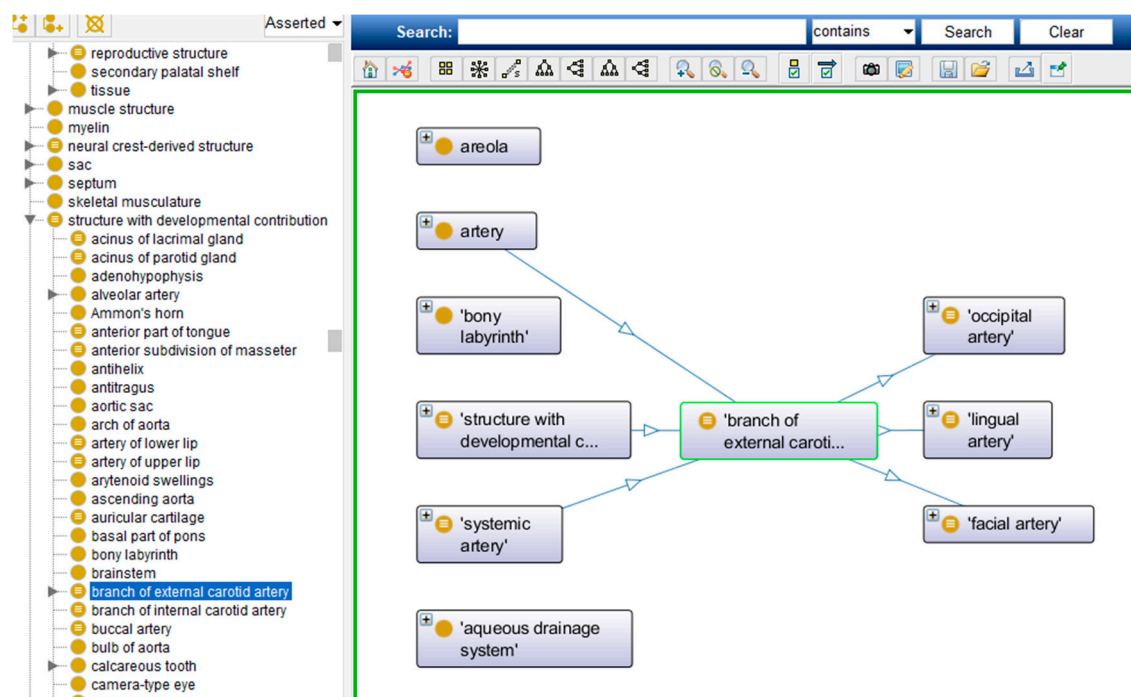 Asserted
reproductive structure
secondary palatal shelf
tissue
muscle structure
myelin
neural crest-derived structure
sac
septum
skeletal musculature
structure with developmental contribution
acinus of lacrimal gland
acinus of parotid gland
adenohypophysis
alveolar artery
Ammon's horn
anterior part of tongue
anterior subdivision of masseter
antihelix
antitragus
aortic sac
arch of aorta
artery of lower lip
artery of upper lip
arytenoid swellings
ascending aorta
auricular cartilage
basal part of pons
bony labyrinth
brainstem
branch of external carotid artery
branch of internal carotid artery
buccal artery
bulb of aorta
calcareous tooth
camera-type eye
Search:
contains
Search
Clear
areola
artery
'bony
labyrinth'
'structure with
developmental c...
'systemic
artery'
'aqueous drainage
system'
'branch of
external caroti...
'occipital
artery'
'lingual
artery'
'facial artery'